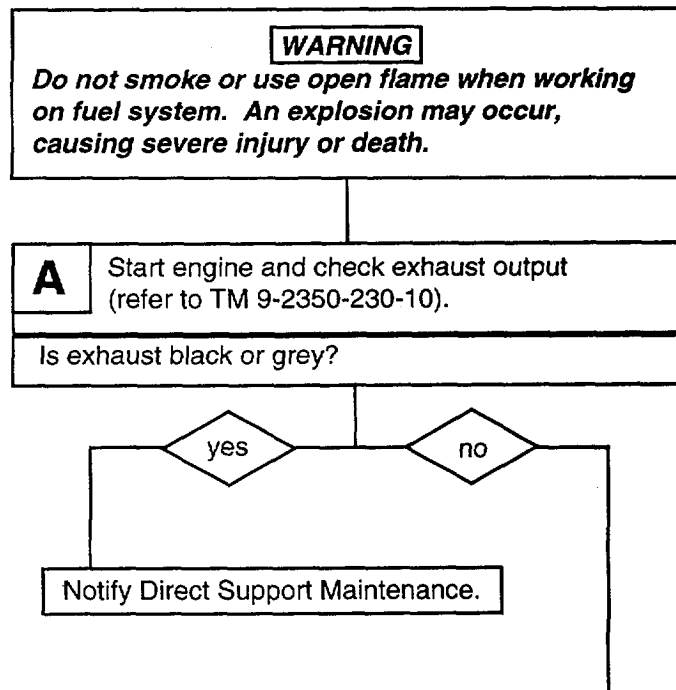 WARNING
Do not smoke or use open flame when working
on fuel system. An explosion may occur,
causing severe injury or death.
A
Start engine and check exhaust output
(refer to TM 9-2350-230-10).
Is exhaust black or grey?
yes
no
Notify Direct Support Maintenance.